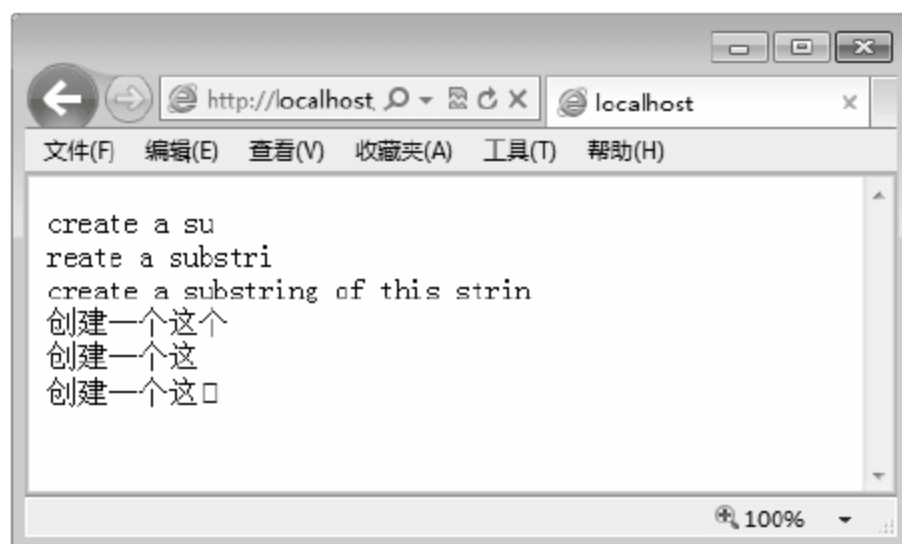 http://localhost
localhost
文件(F) 编辑(E) 查看(V) 收藏夹(A) 工具(T) 帮助(H)
create a su
reate a substri
create a substring of this strin
创建一个这个
创建一个这
创建一个这□
100%